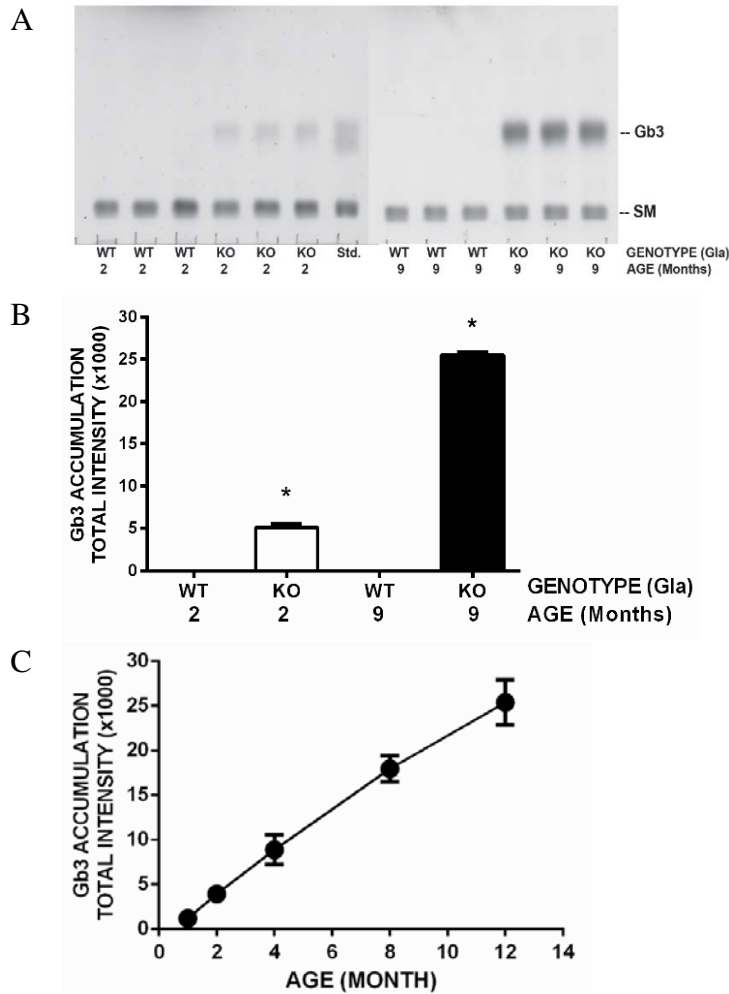 A
-- Gb3
-- SM
WT WT WT KO KO KO Std. WT WT WT KO KO KO GENOTYPE (Gla)
2 2 2 2 2 2 9 9 9 9 9 9 AGE (Months)
B
Gb3 ACCUMULATION
TOTAL INTENSITY (x1000)
30
25
20
15
10
5
0
*
*
WT KO WT KO GENOTYPE (Gla)
2 2 9 9 AGE (Months)
C
Gb3 ACCUMULATION
TOTAL INTENSITY (x1000)
30
25
20
15
10
5
0
0 2 4 6 8 10 12 14
AGE (MONTH)